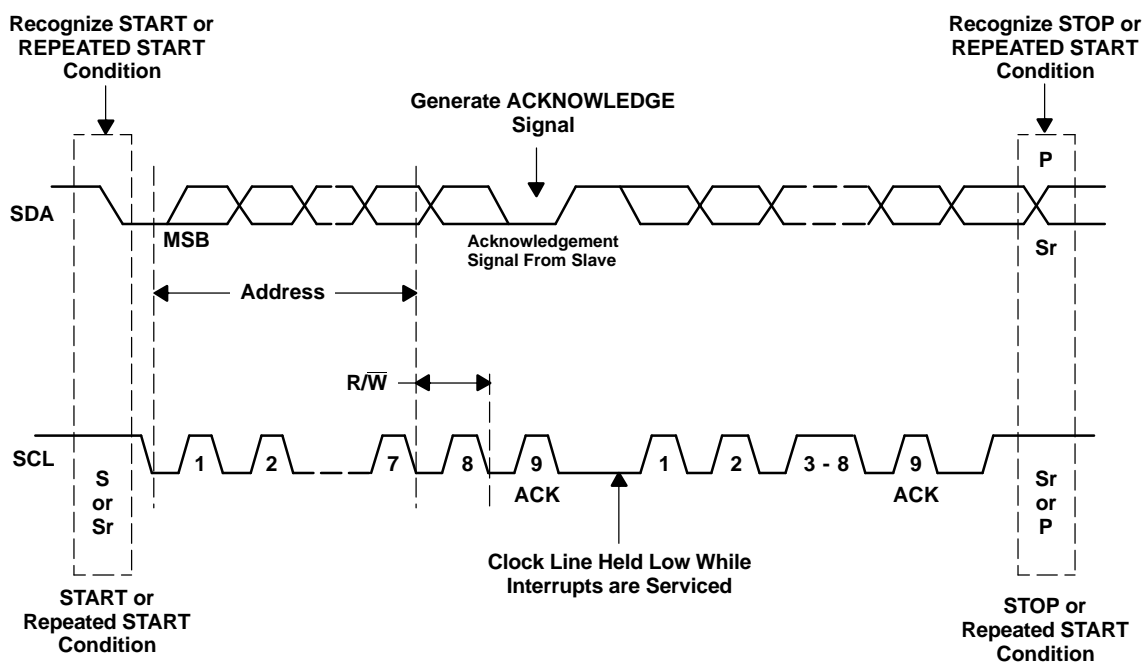 Recognize START or
REPEATED START
Condition
Recognize STOP or
REPEATED START
Condition
Generate ACKNOWLEDGE
Signal
P
SDA
MSB
Acknowledgement
Signal From Slave
Sr
Address
R/W̅
SCL
1
2
7
8
9
1
2
3 - 8
9
ACK
ACK
S
or
Sr
Sr
or
P
Clock Line Held Low While
Interrupts are Serviced
START or
Repeated START
Condition
STOP or
Repeated START
Condition